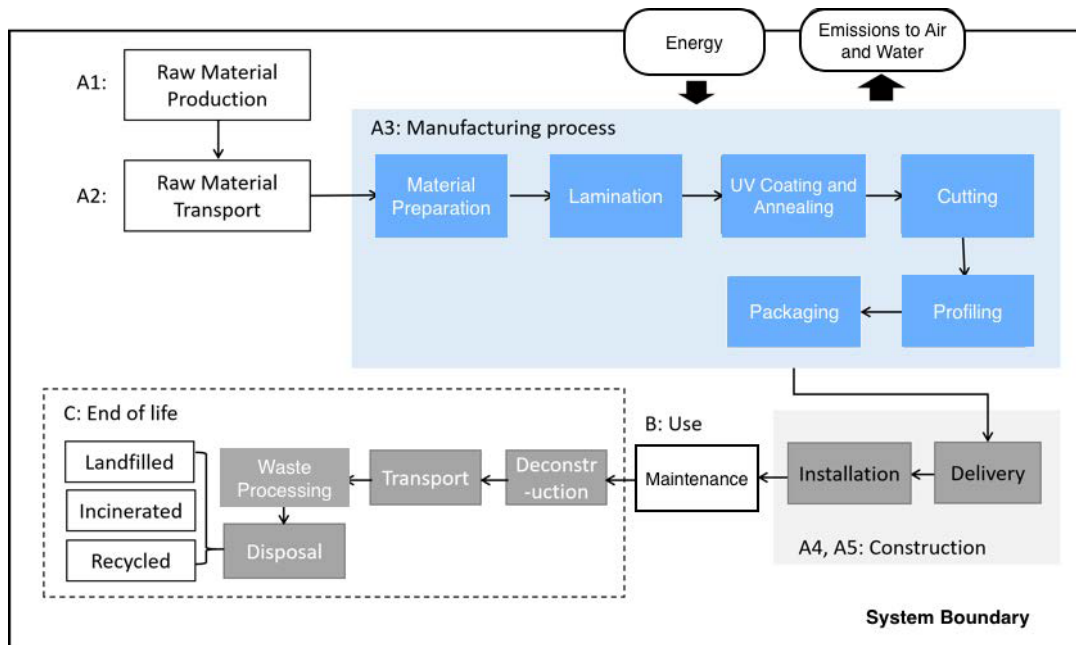 Energy
Emissions to Air
and Water
A1:
Raw Material
Production
A3: Manufacturing process
A2:
Raw Material
Transport
Material
Preparation
Lamination
UV Coating and
Annealing
Cutting
Packaging
Profiling
C: End of life
B: Use
Landfilled
Incinerated
Recycled
Waste
Processing
Disposal
Transport
Deconstr
-uction
Maintenance
Installation
Delivery
A4, A5: Construction
System Boundary